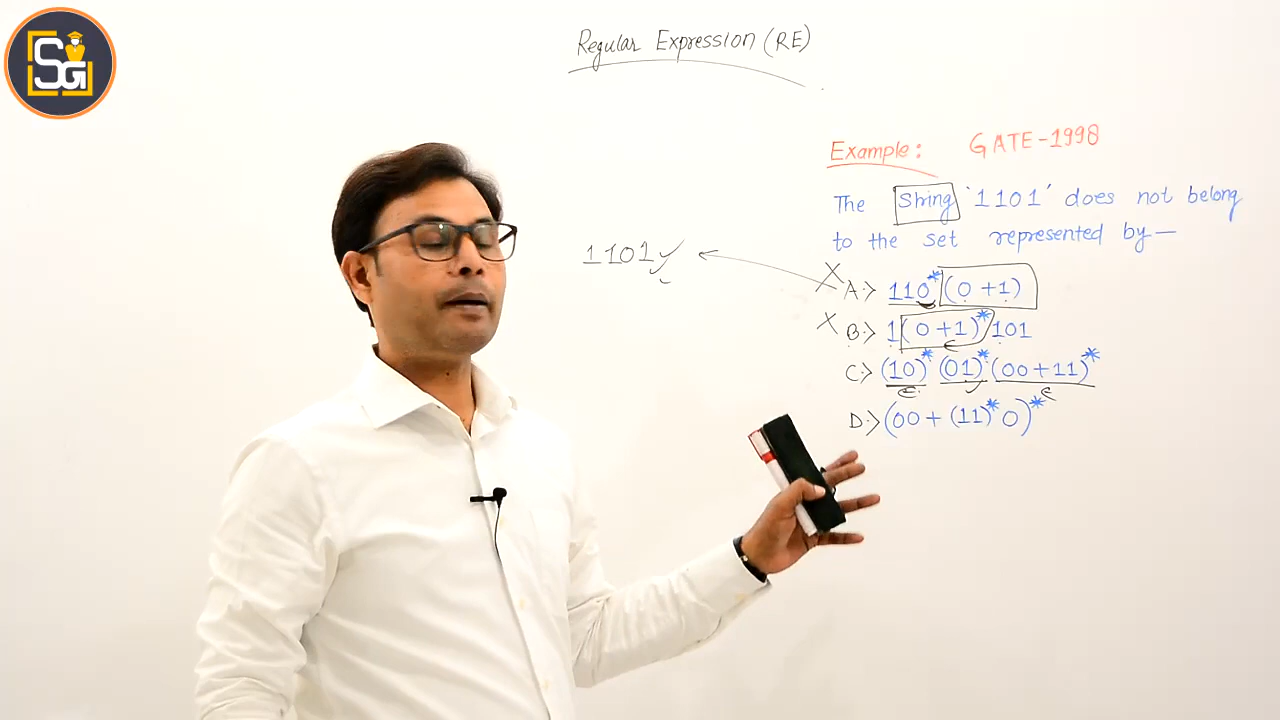 SG
Regular Expression (RE)
Example: GATE-1998
The String '1101' does not belong
to the set represented by—
1101 ✓
X A:> 110* (0 + 1)
X B:> 1(0 + 1)* 101
C:> (10)* (01)* (00 + 11)*
D:> (00 + (11)* 0)*